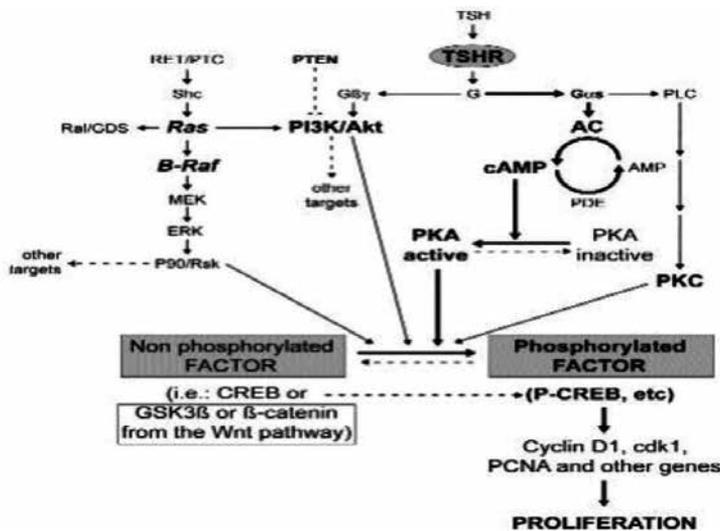 TSH
RET/PTC
PTEN
TSHR
Shc
Gßγ
G
Gαs
PLC
Ral/CDS
Ras
PI3K/Akt
AC
B-Raf
cAMP
AMP
MEK
other
targets
PDE
ERK
PKA
active
PKA
inactive
other
targets
P90/Rsk
PKC
Non phosphorylated
FACTOR
Phosphorylated
FACTOR
(i.e.: CREB or
(P-CREB, etc)
GSK3ß or ß-catenin
from the Wnt pathway)
Cyclin D1, cdk1,
PCNA and other genes
PROLIFERATION